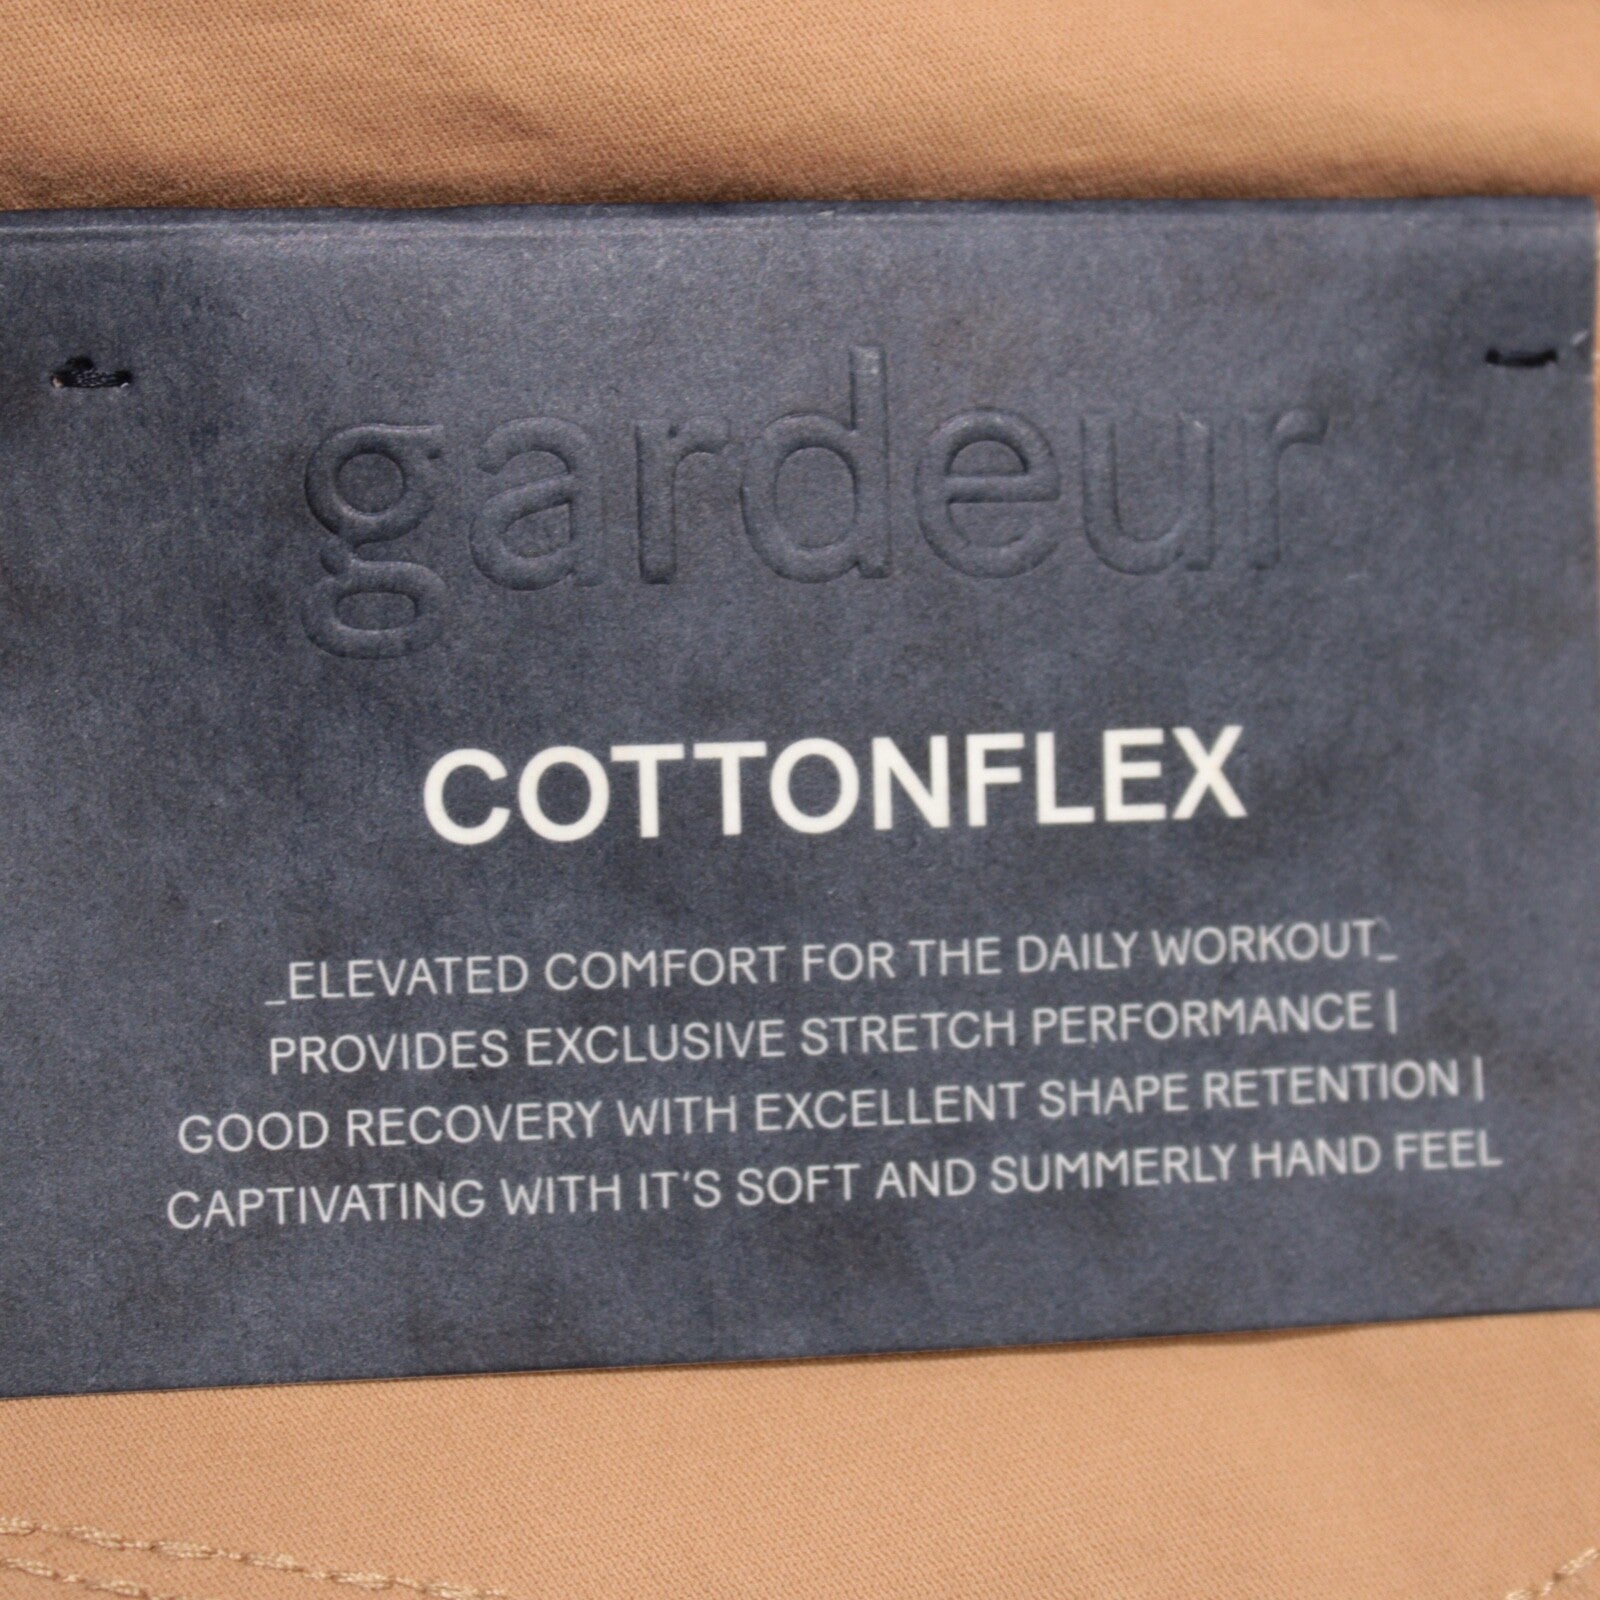 gardeur
COTTONFLEX
_ELEVATED COMFORT FOR THE DAILY WORKOUT_
PROVIDES EXCLUSIVE STRETCH PERFORMANCE |
GOOD RECOVERY WITH EXCELLENT SHAPE RETENTION |
CAPTIVATING WITH IT'S SOFT AND SUMMERLY HAND FEEL